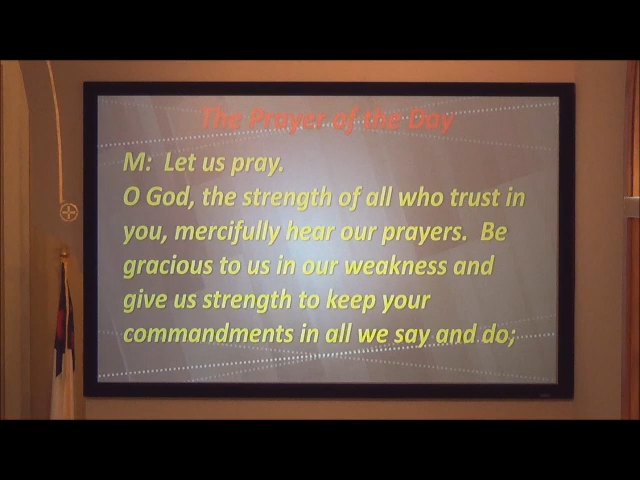 The Prayer of the Day
M: Let us pray.
O God, the strength of all who trust in
you, mercifully hear our prayers. Be
gracious to us in our weakness and
give us strength to keep your
commandments in all we say and do;